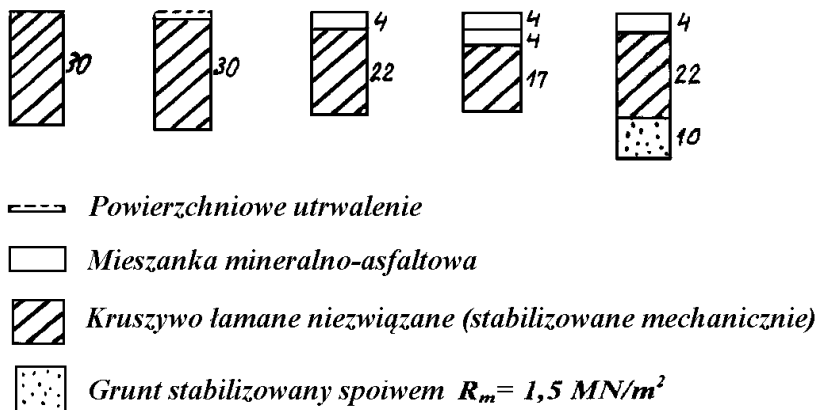 30
30
4
22
4
4
17
4
22
10
Powierzchniowe utrwalenie
Mieszanka mineralno-asfaltowa
Kruszywo łamane niezwiązane (stabilizowane mechanicznie)
Grunt stabilizowany spoiwem Rm= 1,5 MN/m²